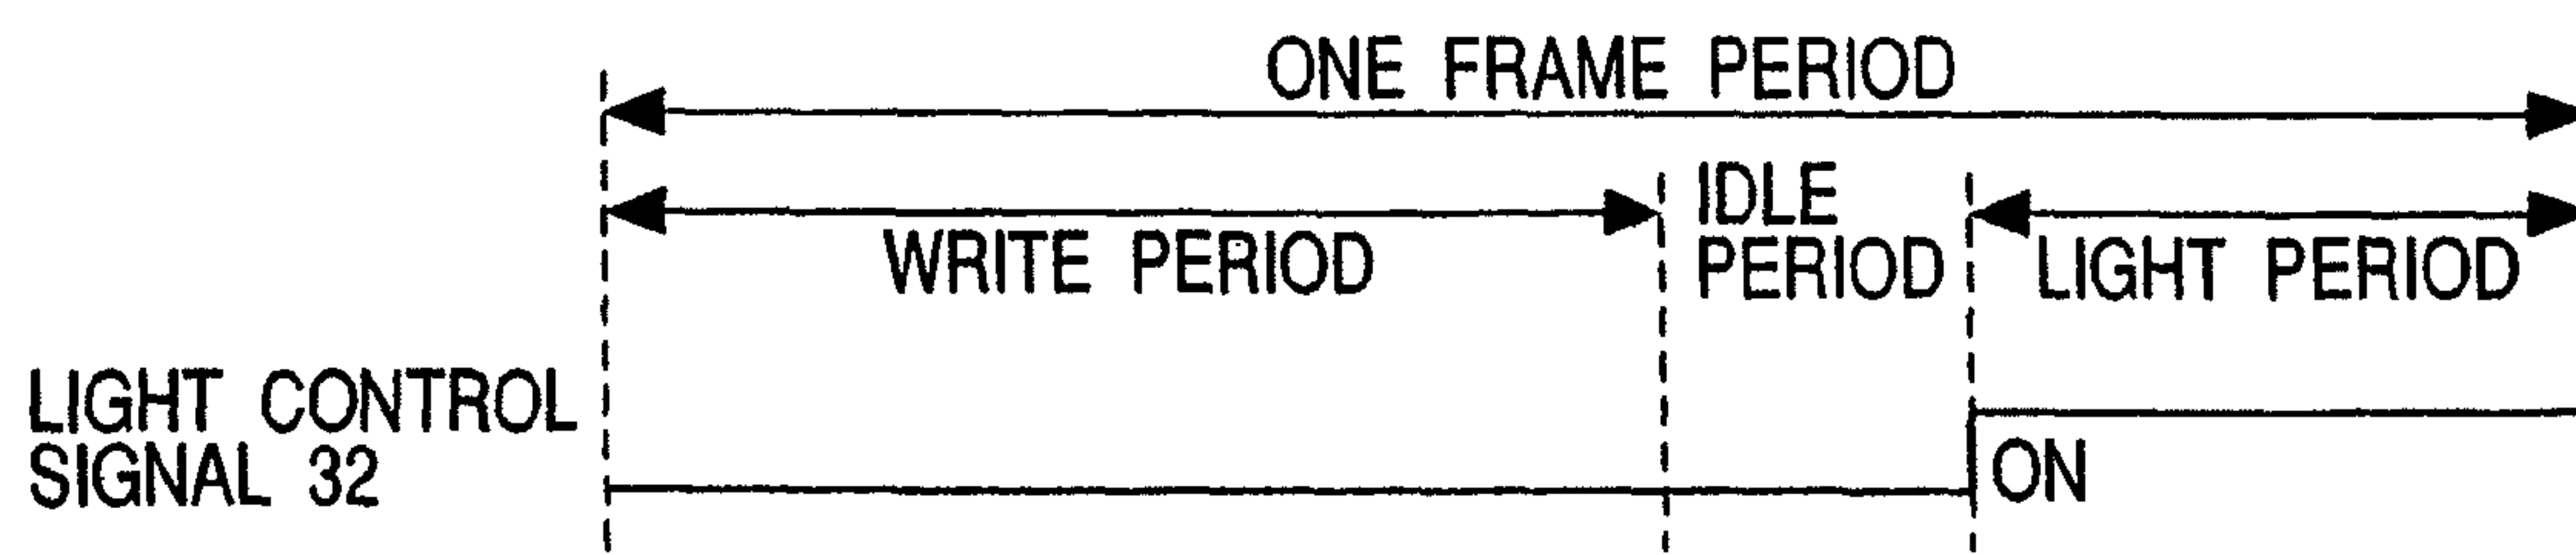 ONE FRAME PERIOD
IDLE
PERIOD
WRITE PERIOD
LIGHT PERIOD
LIGHT CONTROL
SIGNAL 32
ON